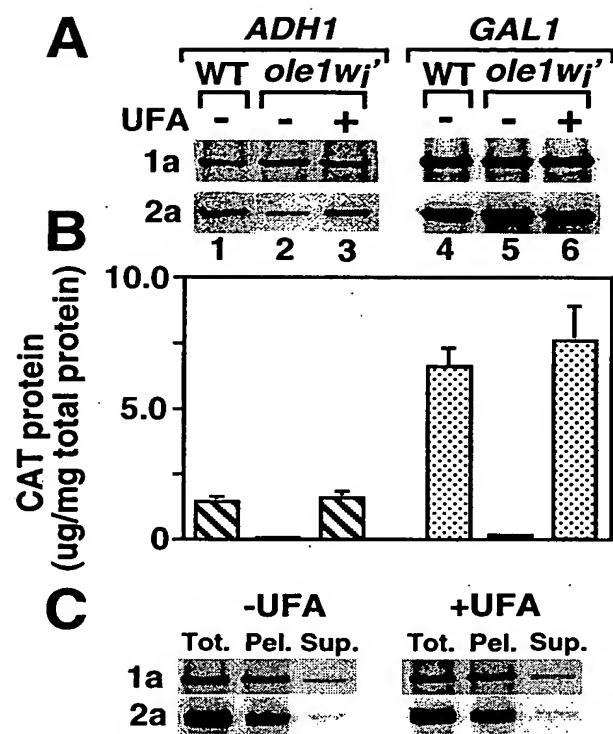 A
ADH1 GAL1
WT ole1wi' WT ole1wi'
UFA - - + - - +
1a
2a
1 2 3 4 5 6
B
10.0
5.0
0
CAT protein
(ug/mg total protein)
C
-UFA +UFA
Tot. Pel. Sup. Tot. Pel. Sup.
1a
2a